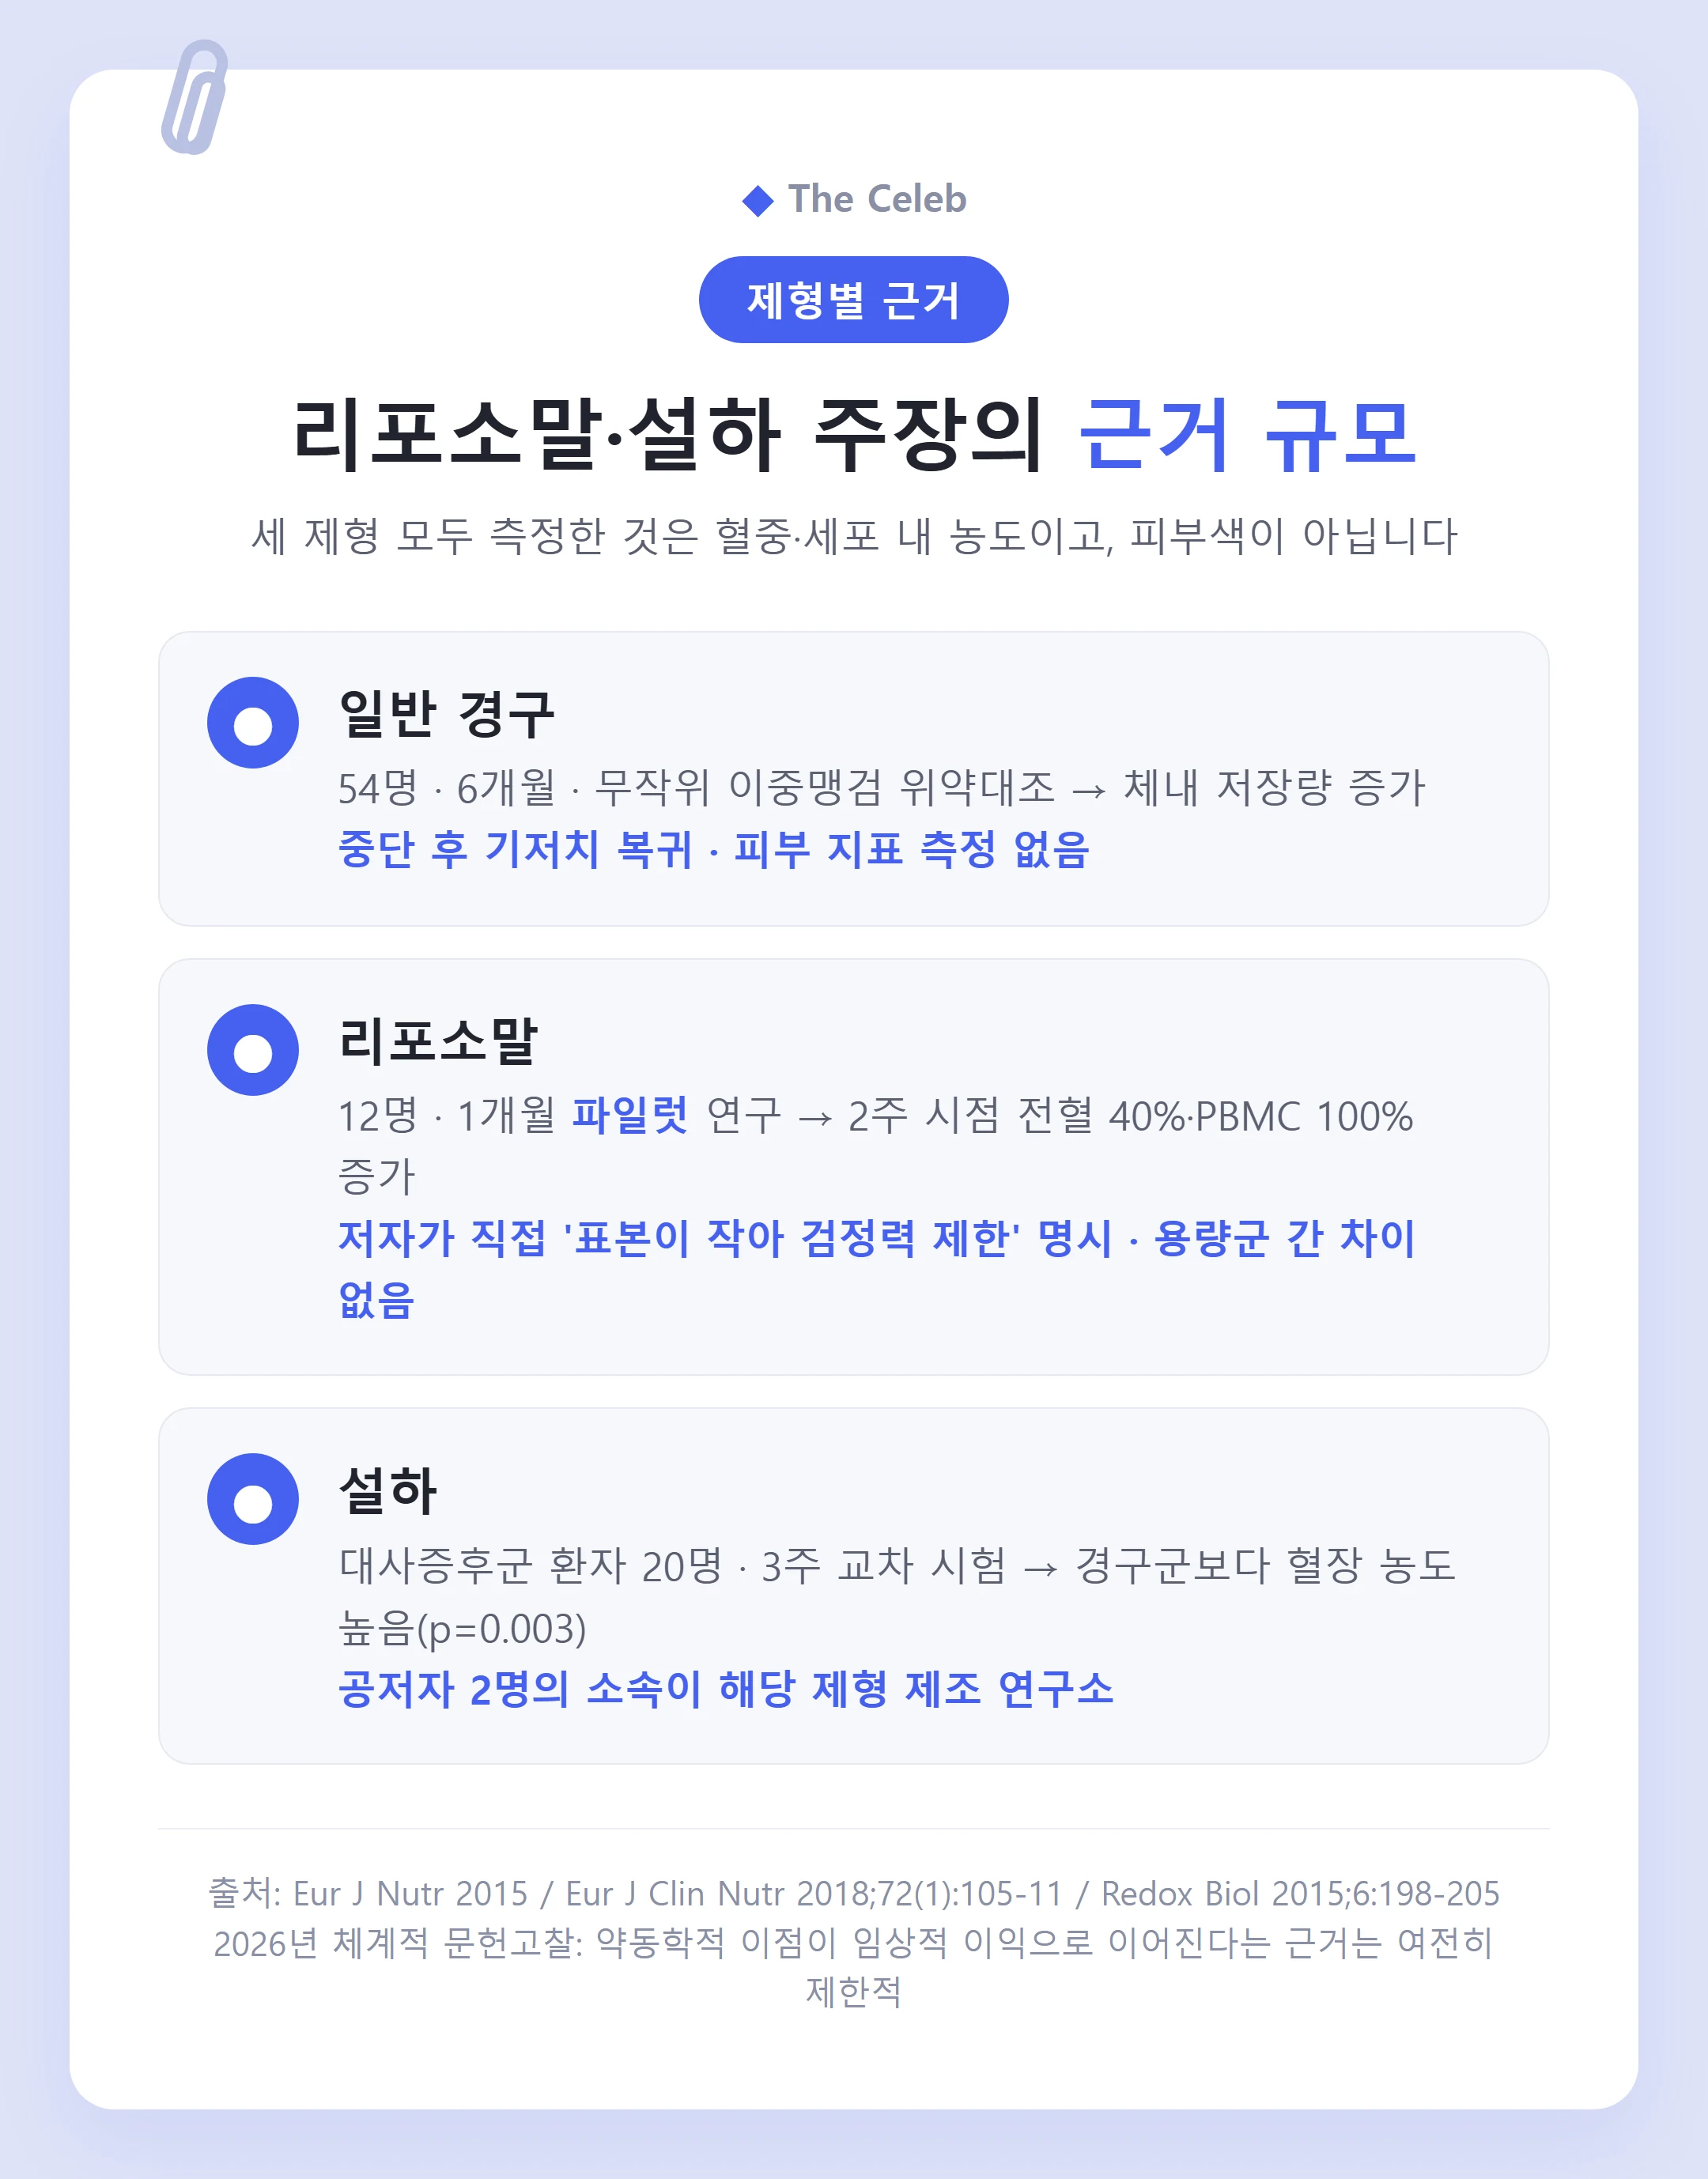 The Celeb
제형별 근거
리포소말·설하 주장의 근거 규모
세 제형 모두 측정한 것은 혈중·세포 내 농도이고, 피부색이 아닙니다
일반 경구
54명 · 6개월 · 무작위 이중맹검 위약대조 → 체내 저장량 증가
중단 후 기저치 복귀 · 피부 지표 측정 없음
리포소말
12명 · 1개월 파일럿 연구 → 2주 시점 전혈 40%·PBMC 100%
증가
저자가 직접 '표본이 작아 검정력 제한' 명시 · 용량군 간 차이
없음
설하
대사증후군 환자 20명 · 3주 교차 시험 → 경구군보다 혈장 농도
높음(p=0.003)
공저자 2명의 소속이 해당 제형 제조 연구소
출처: Eur J Nutr 2015 / Eur J Clin Nutr 2018;72(1):105-11 / Redox Biol 2015;6:198-205
2026년 체계적 문헌고찰: 약동학적 이점이 임상적 이익으로 이어진다는 근거는 여전히
제한적